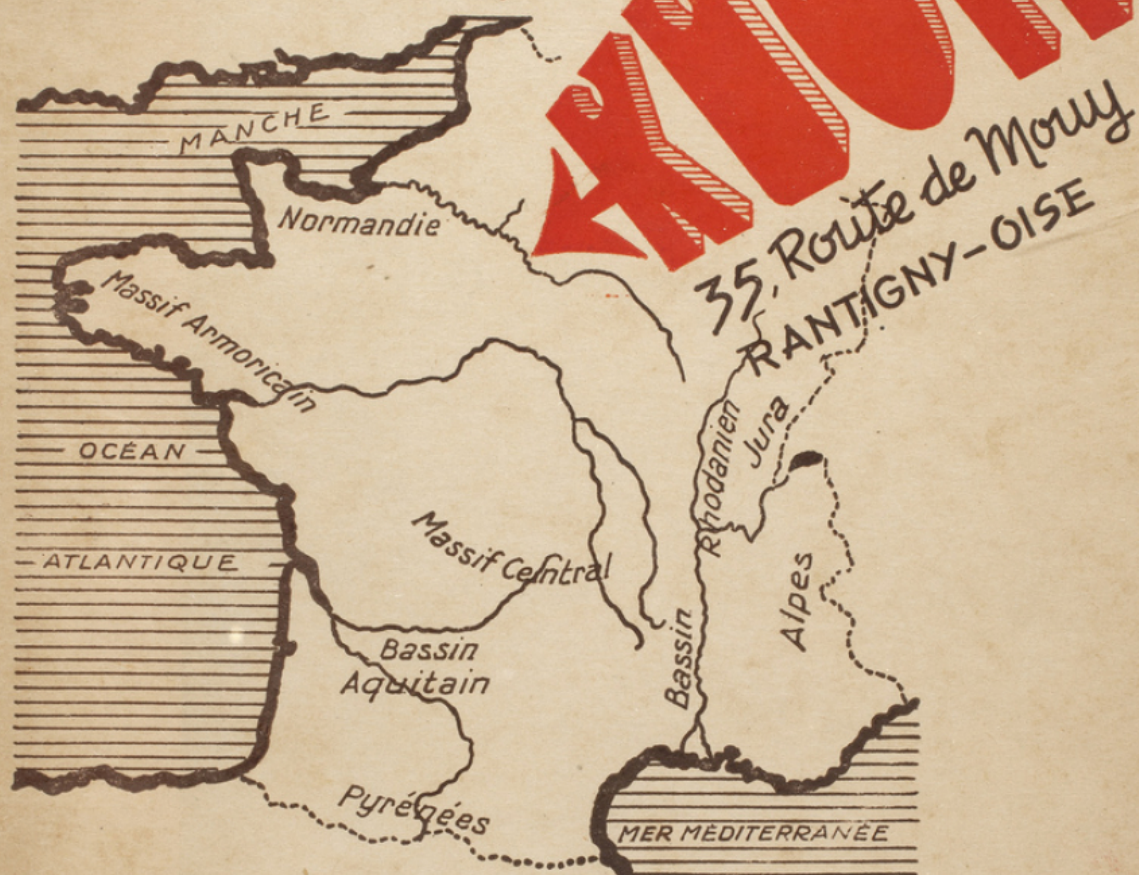 MANCHE
35, Route de Mouy
RANTIGNY-OISE
Normandie
Massif Armoricain
OCÉAN
ATLANTIQUE
Massif Central
Bassin
Aquitain
Pyrénées
Bassin Rhodanien
Jura
Alpes
MER MÉDITERRANÉE